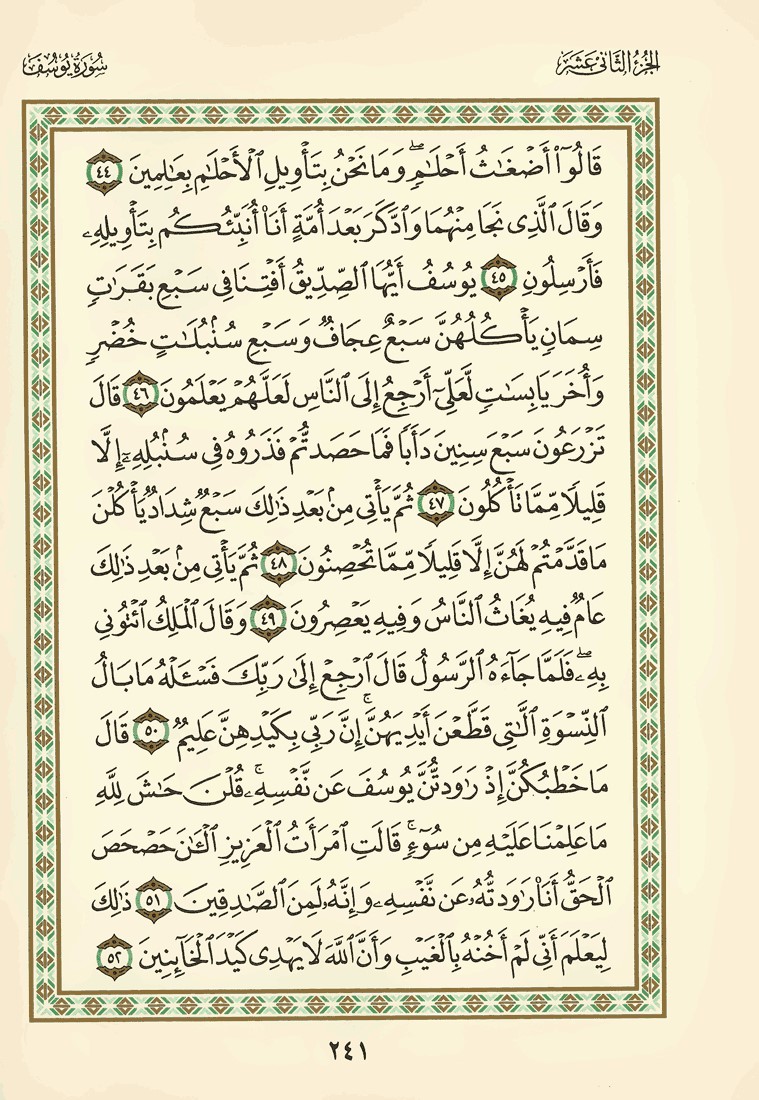 الجزء الثاني عشر
سورة يوسف
قَالُوٓا۟ أَضْغَٰثُ أَحْلَٰمٍۖ وَمَا نَحْنُ بِتَأْوِيلِ ٱلْأَحْلَٰمِ بِعَٰلِمِينَ ٤٤
وَقَالَ ٱلَّذِى نَجَا مِنْهُمَا وَٱدَّكَرَ بَعْدَ أُمَّةٍ أَنَا۠ أُنَبِّئُكُم بِتَأْوِيلِهِۦ
فَأَرْسِلُونِ ٤٥ يُوسُفُ أَيُّهَا ٱلصِّدِّيقُ أَفْتِنَا فِى سَبْعِ بَقَرَٰتٍ
سِمَانٍ يَأْكُلُهُنَّ سَبْعٌ عِجَافٌ وَسَبْعِ سُنۢبُلَٰتٍ خُضْرٍ
وَأُخَرَ يَابِسَٰتٍ لَّعَلِّىٓ أَرْجِعُ إِلَى ٱلنَّاسِ لَعَلَّهُمْ يَعْلَمُونَ ٤٦ قَالَ
تَزْرَعُونَ سَبْعَ سِنِينَ دَأَبًا فَمَا حَصَدتُّمْ فَذَرُوهُ فِى سُنۢبُلِهِۦٓ إِلَّا
قَلِيلًا مِّمَّا تَأْكُلُونَ ٤٧ ثُمَّ يَأْتِى مِنۢ بَعْدِ ذَٰلِكَ سَبْعٌ شِدَادٌ يَأْكُلْنَ
مَا قَدَّمْتُمْ لَهُنَّ إِلَّا قَلِيلًا مِّمَّا تُحْصِنُونَ ٤٨ ثُمَّ يَأْتِى مِنۢ بَعْدِ ذَٰلِكَ
عَامٌ فِيهِ يُغَاثُ ٱلنَّاسُ وَفِيهِ يَعْصِرُونَ ٤٩ وَقَالَ ٱلْمَلِكُ ٱئْتُونِى
بِهِۦۖ فَلَمَّا جَآءَهُ ٱلرَّسُولُ قَالَ ٱرْجِعْ إِلَىٰ رَبِّكَ فَسْـَٔلْهُ مَا بَالُ
ٱلنِّسْوَةِ ٱلَّٰتِى قَطَّعْنَ أَيْدِيَهُنَّۚ إِنَّ رَبِّى بِكَيْدِهِنَّ عَلِيمٌ ٥٠ قَالَ
مَا خَطْبُكُنَّ إِذْ رَٰوَدتُّنَّ يُوسُفَ عَن نَّفْسِهِۦۚ قُلْنَ حَٰشَ لِلَّهِ
مَا عَلِمْنَا عَلَيْهِ مِن سُوٓءٍۚ قَالَتِ ٱمْرَأَتُ ٱلْعَزِيزِ ٱلْـَٰٔنَ حَصْحَصَ
ٱلْحَقُّ أَنَا۠ رَٰوَدتُّهُۥ عَن نَّفْسِهِۦ وَإِنَّهُۥ لَمِنَ ٱلصَّٰدِقِينَ ٥١ ذَٰلِكَ
لِيَعْلَمَ أَنِّى لَمْ أَخُنْهُ بِٱلْغَيْبِ وَأَنَّ ٱللَّهَ لَا يَهْدِى كَيْدَ ٱلْخَآئِنِينَ ٥٢
٢٤١